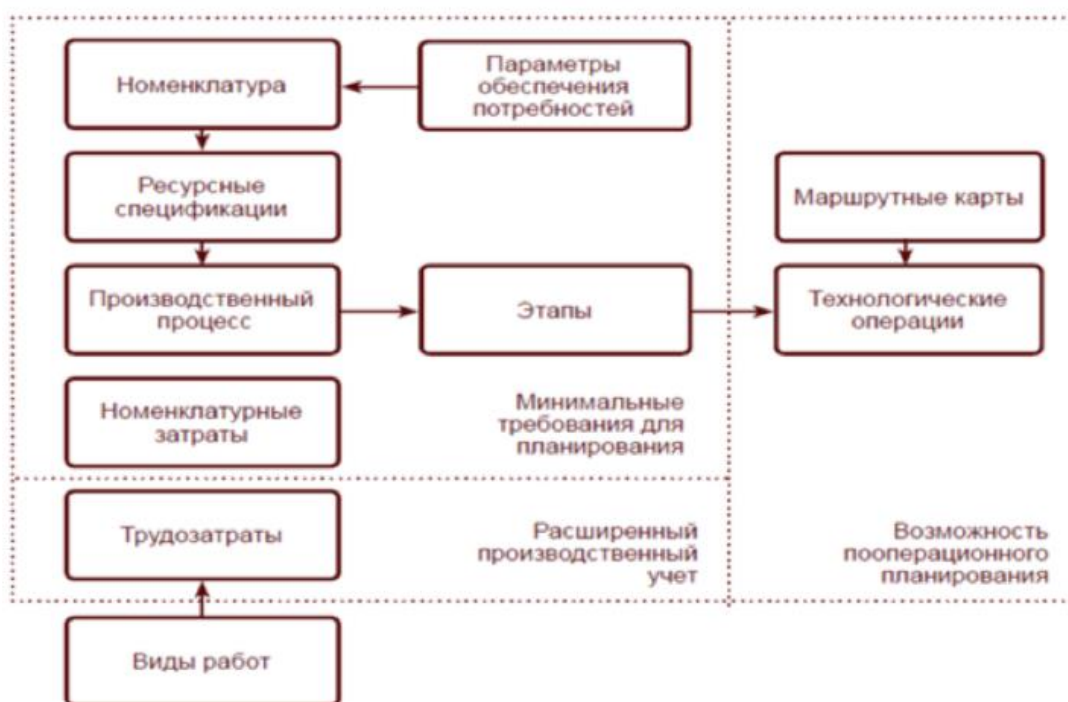 Номенклатура
Параметры
обеспечения
потребностей
Ресурсные
спецификации
Маршрутные карты
Производственный
процесс
Этапы
Технологические
операции
Номенклатурные
затраты
Минимальные
требования для
планирования
Трудозатраты
Расширенный
производственный
учет
Возможность
пооперационного
планирования
Виды работ